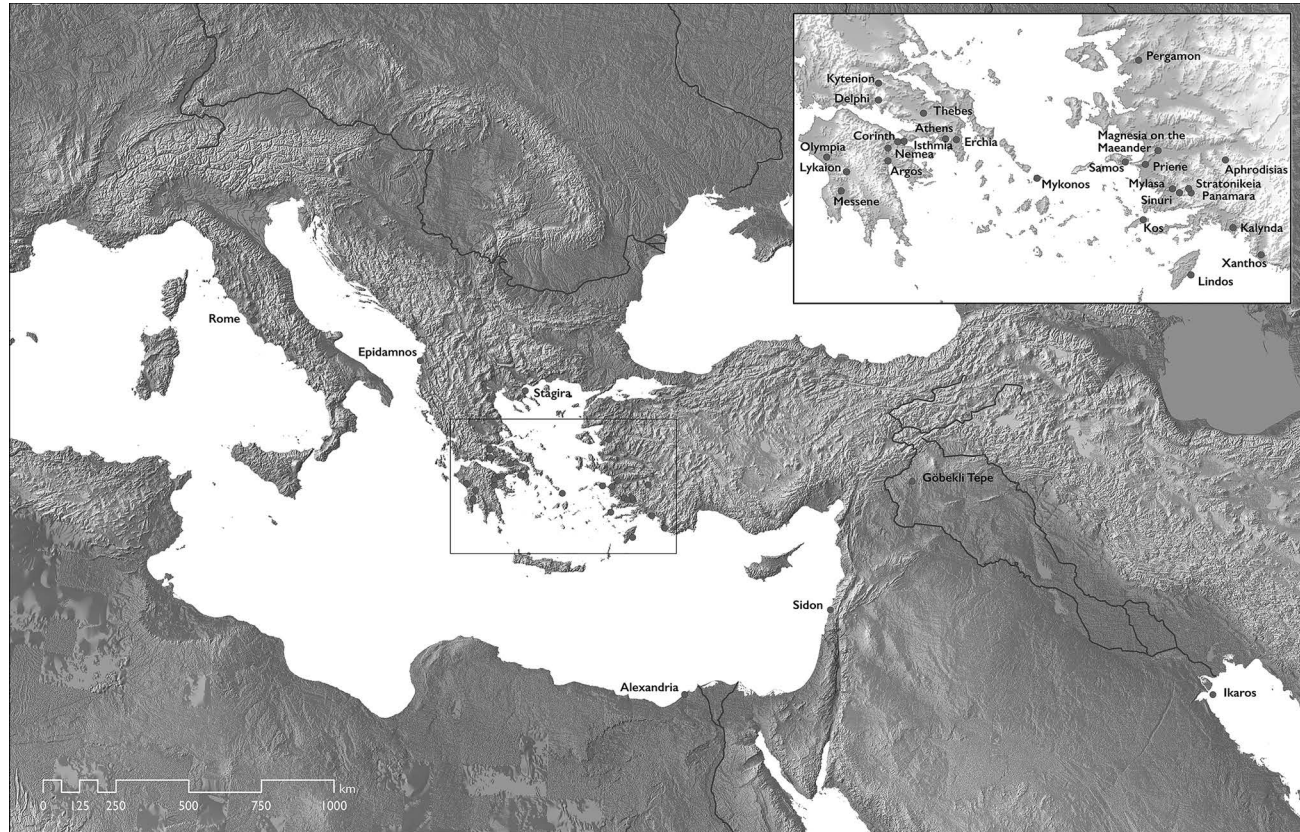 Pergamon
Kytenion
Delphi
Thebes
Athens
Corinth
Isthmia
Erchia
Magnesia on the
Maeander
Olympia
Nemea
Samos
Priene
Aphrodisias
Lykaion
Argos
Mykonos
Mylasa
Stratonikeia
Panamara
Messene
Sinuri
Kos
Kalynda
Xanthos
Lindos
Rome
Epidamnos
Stagira
Göbekli Tepe
Sidon
Alexandria
Ikaros
km
0 125 250 500 750 1000